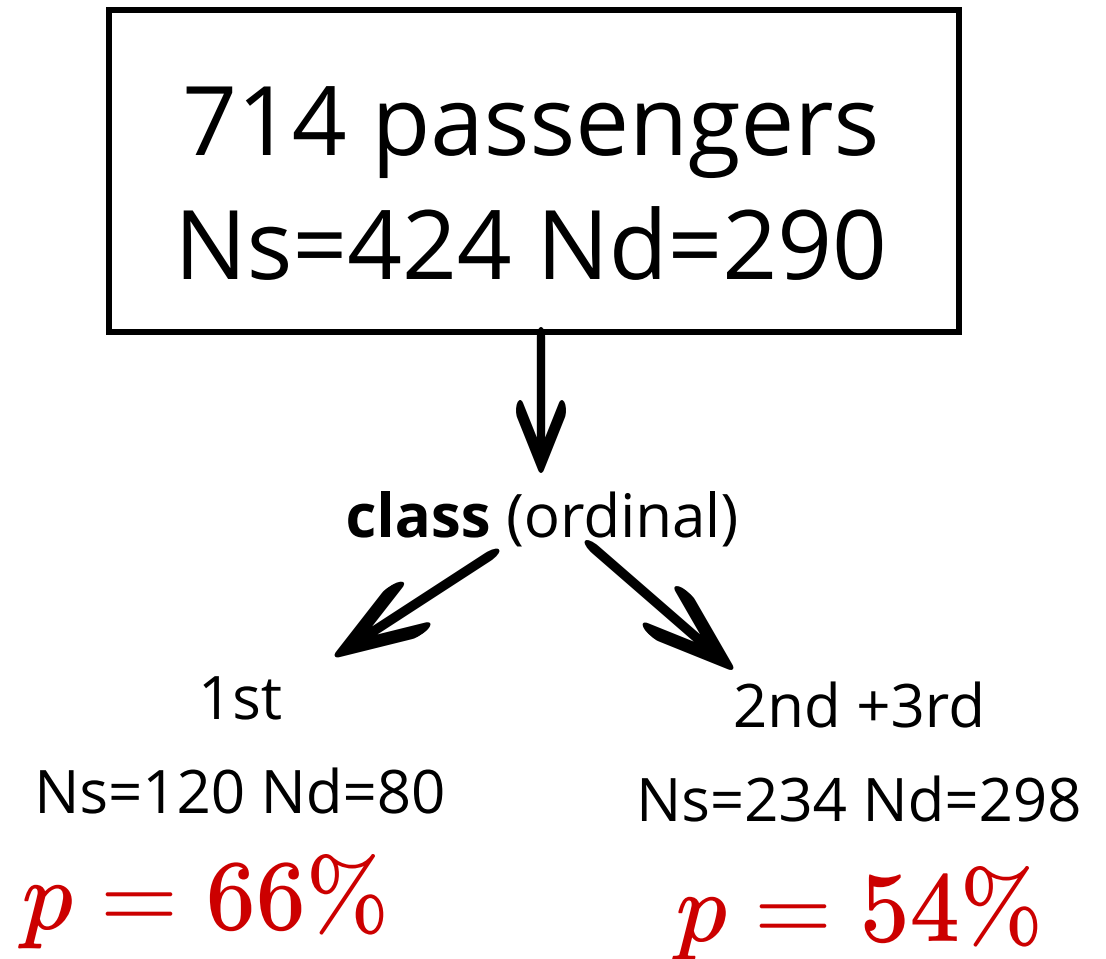 714 passengers
Ns=424 Nd=290
class (ordinal)
1st
Ns=120 Nd=80
p = 66%
2nd +3rd
Ns=234 Nd=298
p = 54%